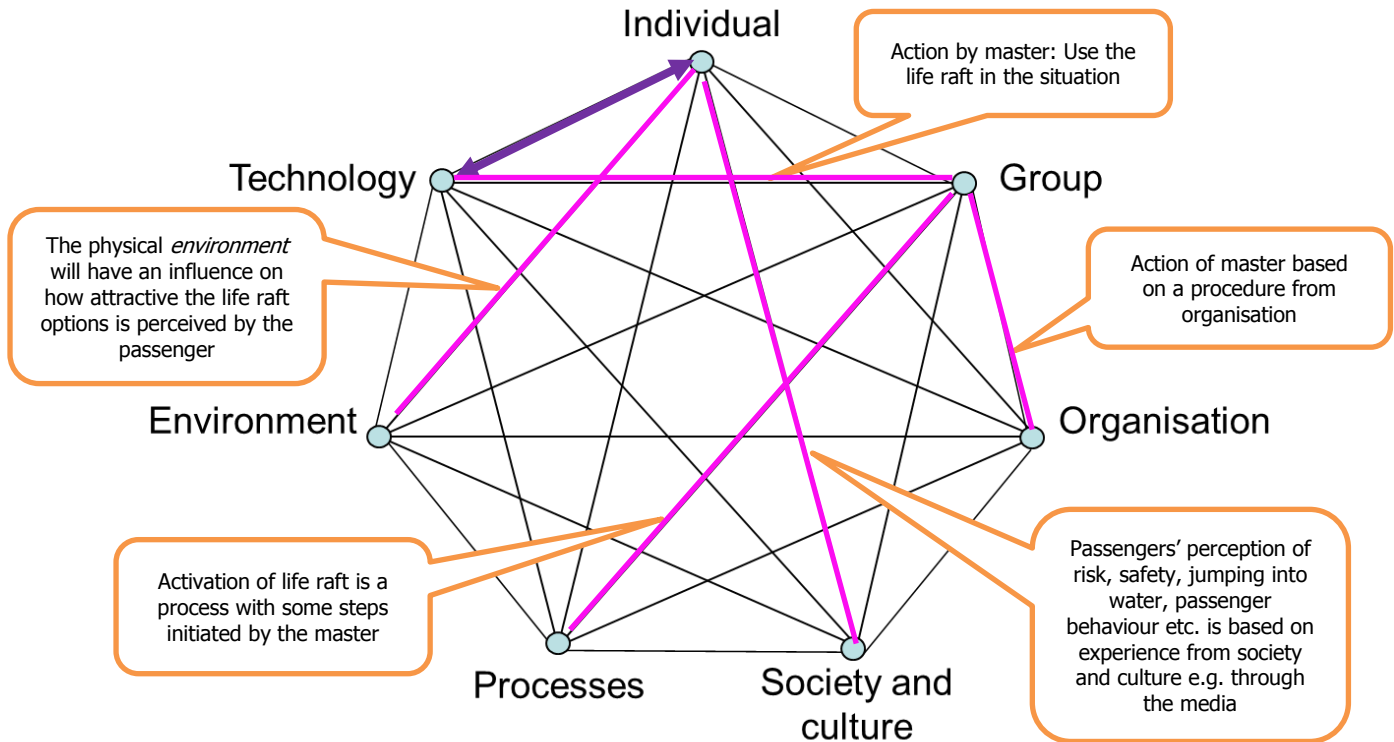 Individual
Action by master: Use the
life raft in the situation
Technology
Group
The physical environment
will have an influence on
how attractive the life raft
options is perceived by the
passenger
Action of master based
on a procedure from
organisation
Environment
Organisation
Activation of life raft is a
process with some steps
initiated by the master
Passengers’ perception of
risk, safety, jumping into
water, passenger
behaviour etc. is based on
experience from society
and culture e.g. through
the media
Processes
Society and
culture